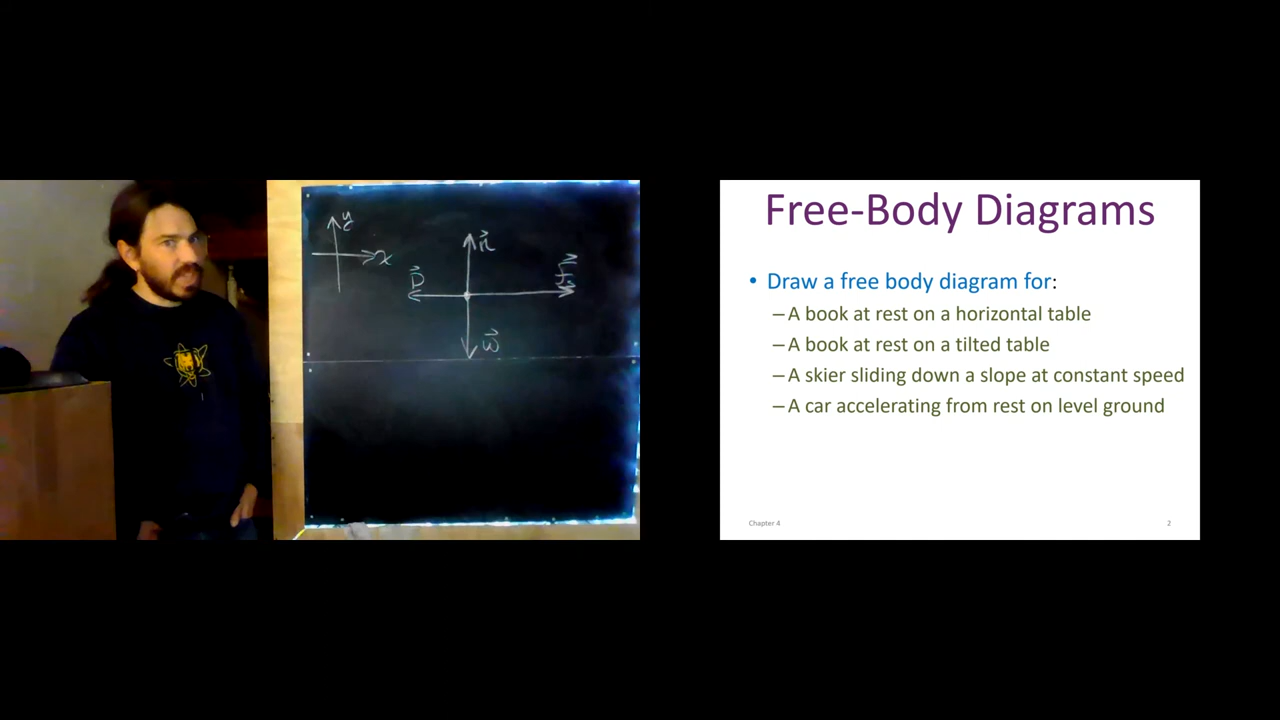 y
x
n
D
w
Free-Body Diagrams
• Draw a free body diagram for:
–A book at rest on a horizontal table
–A book at rest on a tilted table
–A skier sliding down a slope at constant speed
–A car accelerating from rest on level ground
Chapter 4
2